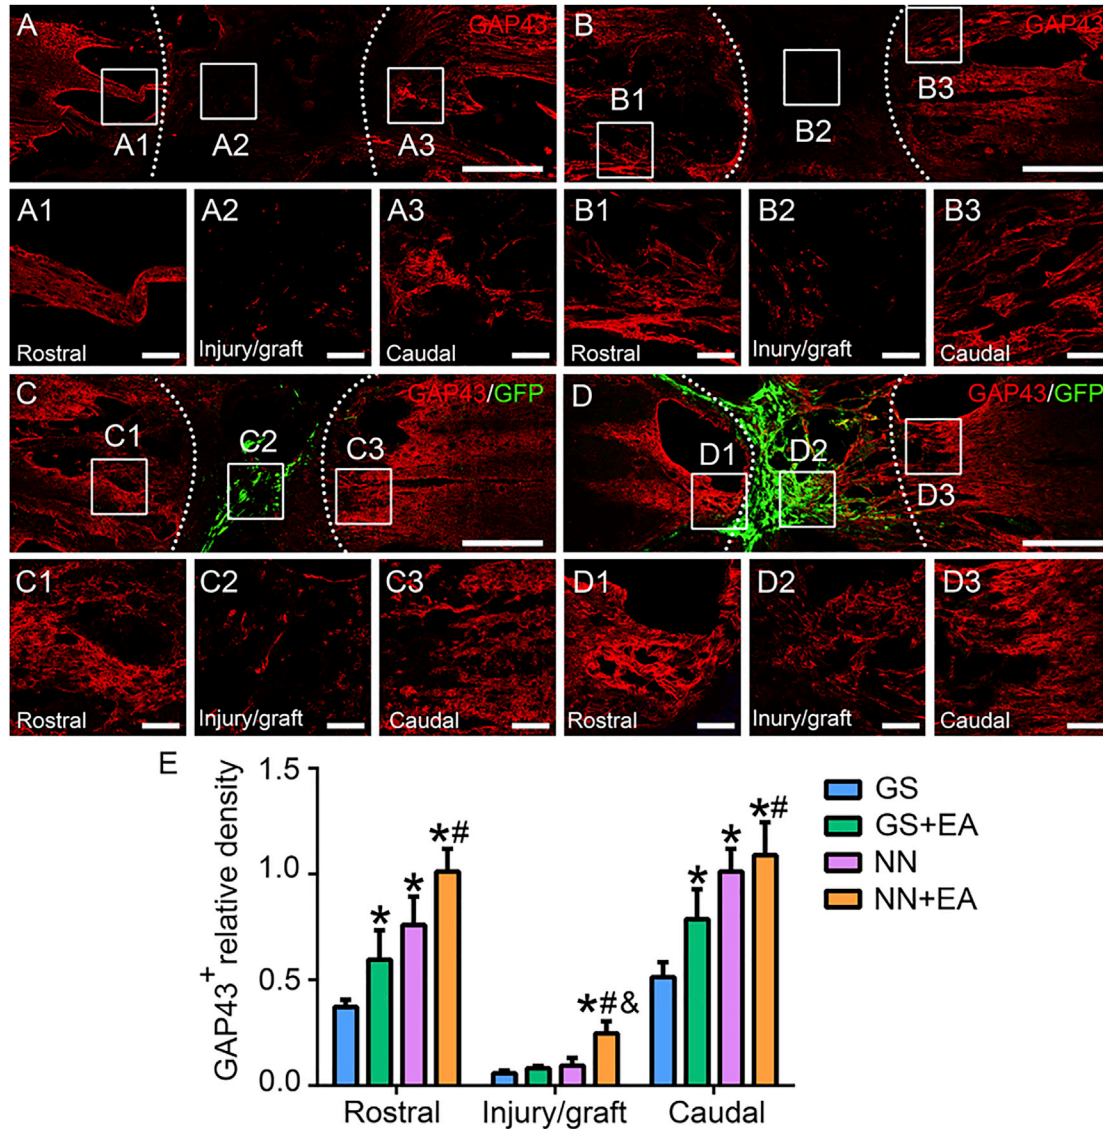 A GAP43
A1 A2 A3
B GAP43
B1 B2 B3
A1 A2 A3
Rostral Injury/graft Caudal
B1 B2 B3
Rostral Inury/graft Caudal
C GAP43/GFP
C1 C2 C3
D GAP43/GFP
D1 D2 D3
C1 C2 C3
Rostral Injury/graft Caudal
D1 D2 D3
Rostral Inury/graft Caudal
E
GAP43+ relative density
1.5
1.0
0.5
0.0
* * *#
*#&
* * *#
Rostral Injury/graft Caudal
GS
GS+EA
NN
NN+EA